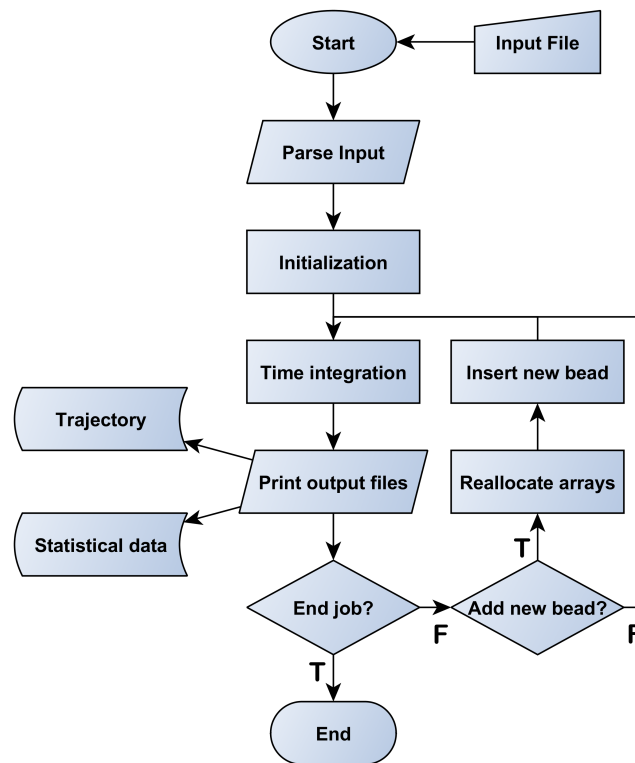 Start
Input File
Parse Input
Initialization
Time integration
Insert new bead
Trajectory
Print output files
Reallocate arrays
Statistical data
T
End job?
Add new bead?
F
F
T
End